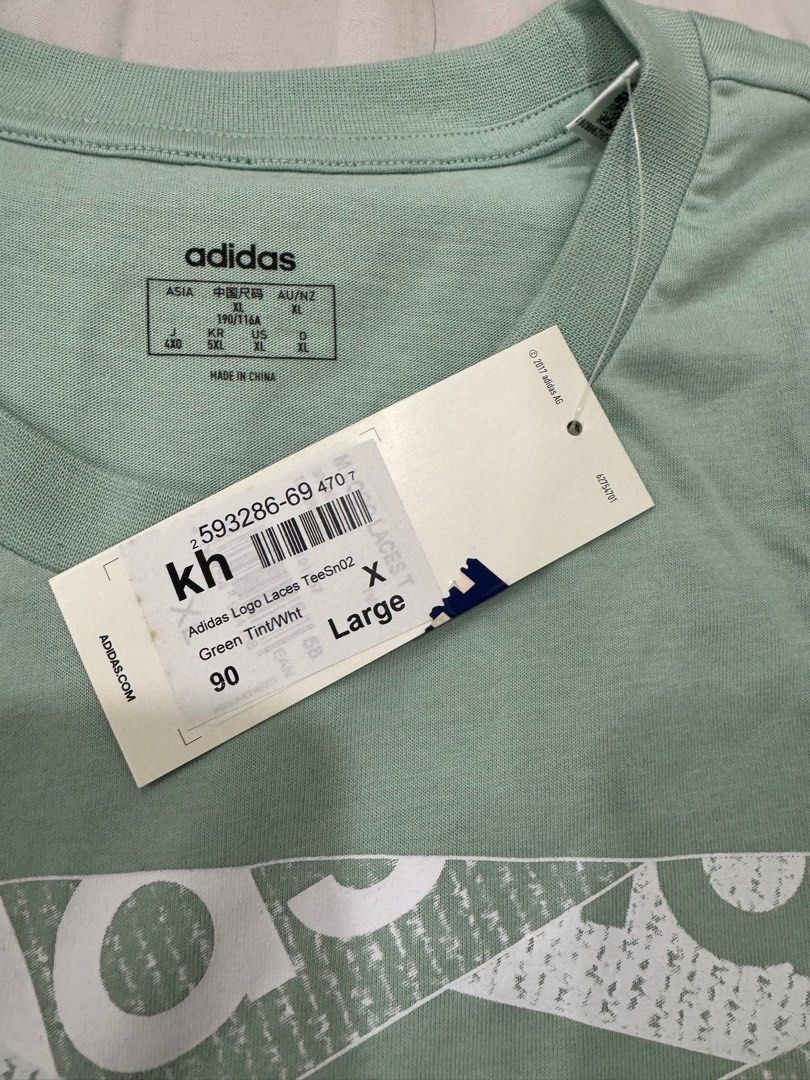 adidas
ASIA 中国尺码 AU/NZ
XL XL
190/116A
J KR US D
4XO 5XL XL XL
MADE IN CHINA
© 2017 adidas AG
62754701
2 593286-69 470 7
kh
Adidas Logo Laces TeeSn02
Green Tint/Wht
X
Large
90
ADIDAS.COM
das